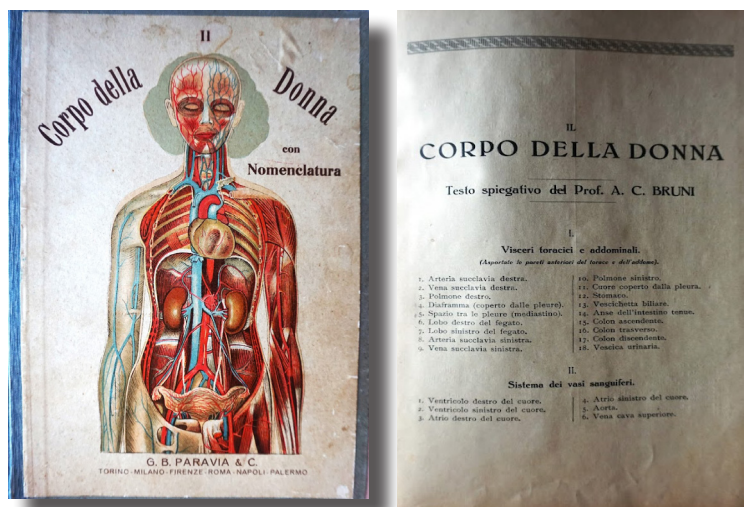 Il
Corpo della Donna
con
Nomenclatura
G. B. PARAVIA & C.
TORINO-MILANO-FIRENZE-ROMA-NAPOLI-PALERMO
IL
CORPO DELLA DONNA
Testo spiegativo del Prof. A. C. BRUNI
I.
Visceri toracici e addominali.
(Asportate le pareti anteriori del torace e dell'addome).
1. Arteria succlavia destra.
2. Vena succlavia destra.
3. Polmone destro.
4. Diaframma (coperto dalle pleure).
5. Spazio tra le pleure (mediastino).
6. Lobo destro del fegato.
7. Lobo sinistro del fegato.
8. Arteria succlavia sinistra.
9. Vena succlavia sinistra.
10. Polmone sinistro.
11. Cuore coperto dalla pleura.
12. Stomaco.
13. Vescichetta biliare.
14. Anse dell'intestino tenue.
15. Colon ascendente.
16. Colon trasverso.
17. Colon discendente.
18. Vescica urinaria.
II.
Sistema dei vasi sanguiferi.
1. Ventricolo destro del cuore.
2. Ventricolo sinistro del cuore.
3. Atrio destro del cuore.
4. Atrio sinistro del cuore.
5. Aorta.
6. Vena cava superiore.